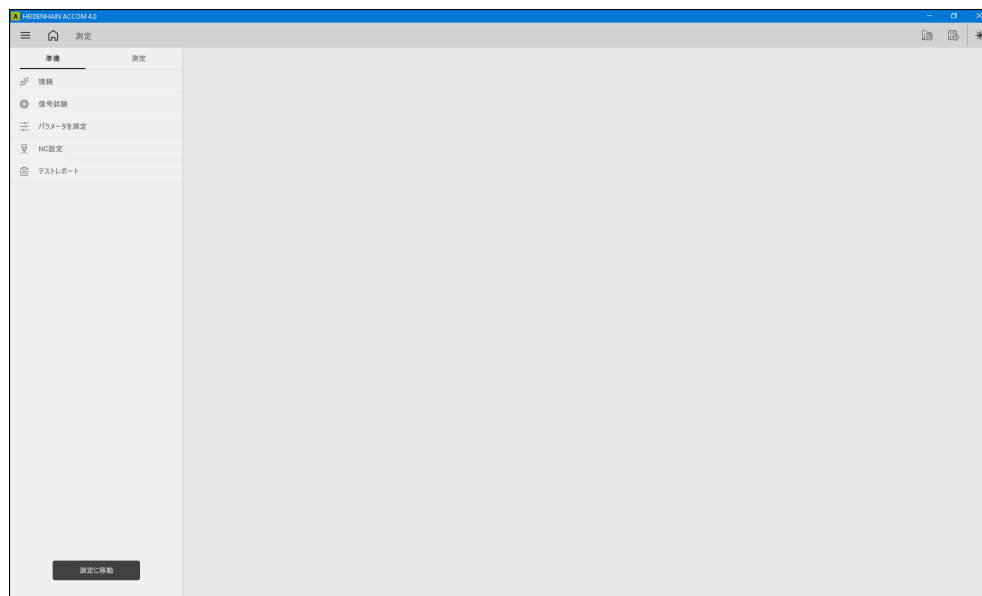 HEIDENHAIN ACCOM 4.0
測定
準備 測定
接続
信号試験
パラメータを測定
NC設定
テストレポート
測定に移動